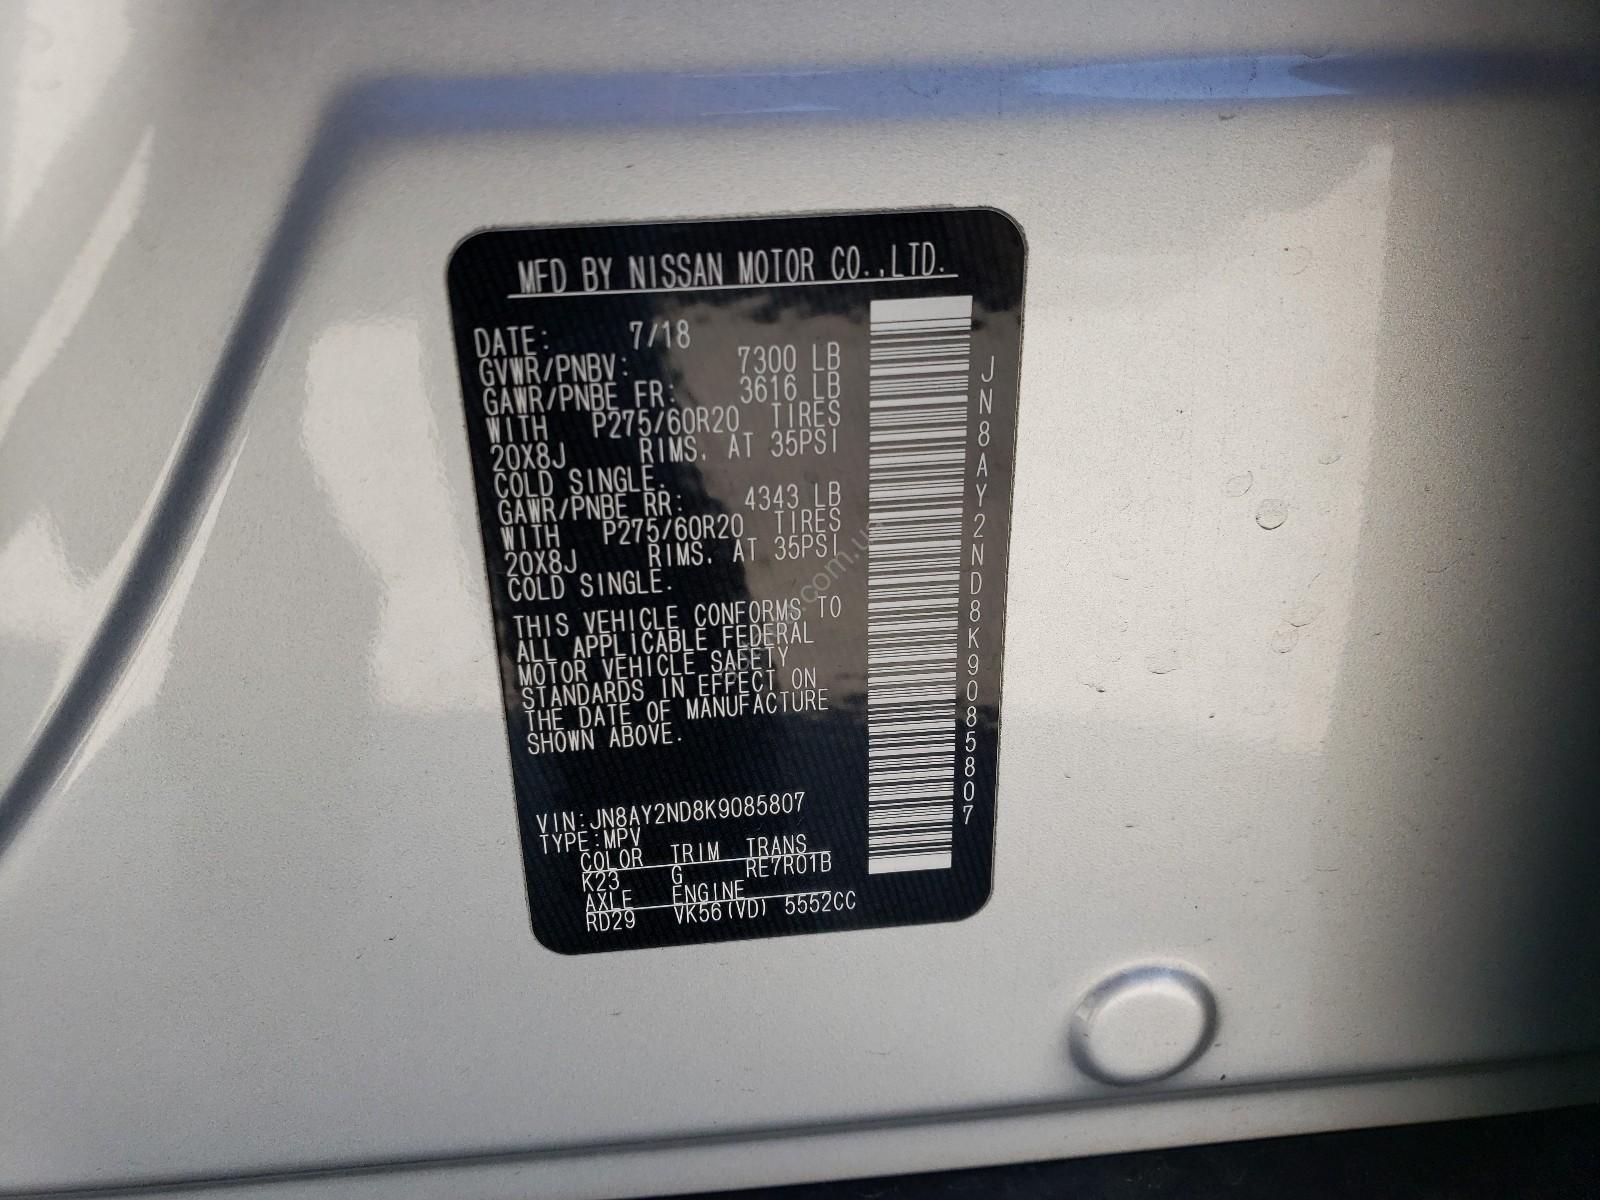 MFD BY NISSAN MOTOR CO.,LTD.
DATE: 7/18
GVWR/PNBV: 7300 LB
GAWR/PNBE FR: 3616 LB
WITH P275/60R20 TIRES
20X8J RIMS. AT 35PSI
COLD SINGLE.
GAWR/PNBE RR: 4343 LB
WITH P275/60R20 TIRES
20X8J RIMS. AT 35PSI
COLD SINGLE.
THIS VEHICLE CONFORMS TO
ALL APPLICABLE FEDERAL
MOTOR VEHICLE SAFETY
STANDARDS IN EFFECT ON
THE DATE OF MANUFACTURE
SHOWN ABOVE.
VIN:JN8AY2ND8K9085807
TYPE:MPV
COLOR TRIM TRANS
K23 G RE7R01B
AXLE ENGINE
RD29 VK56(VD) 5552CC
JN8AY2ND8K9085807